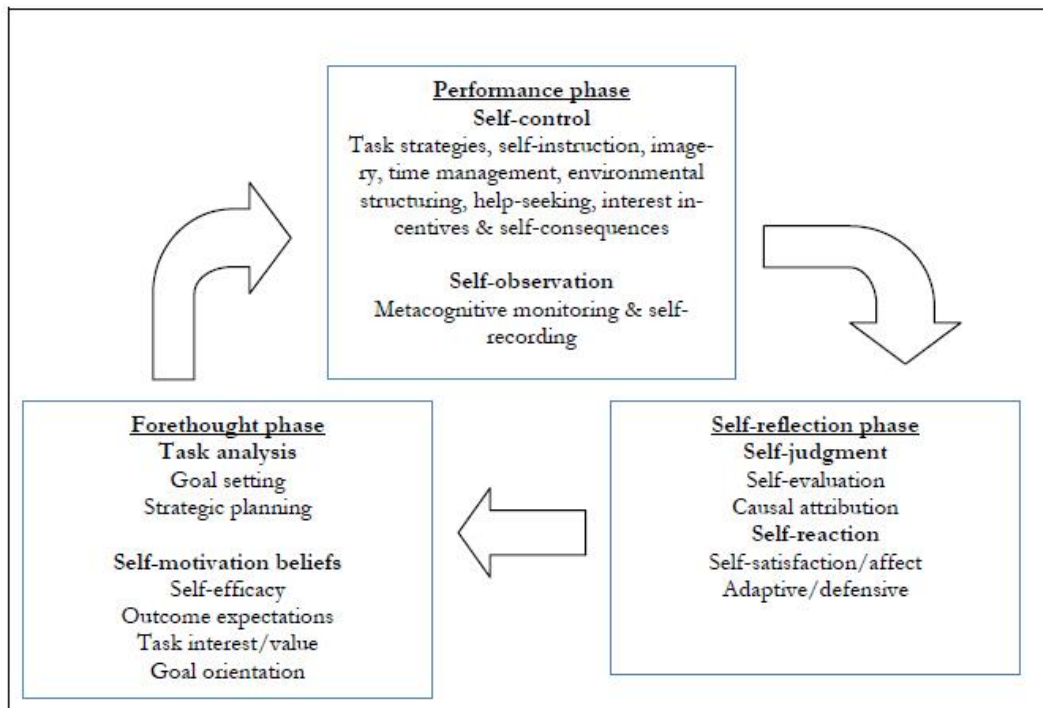 Performance phase
Self-control
Task strategies, self-instruction, image-
ry, time management, environmental
structuring, help-seeking, interest in-
centives & self-consequences
Self-observation
Metacognitive monitoring & self-
recording
Forethought phase
Task analysis
Goal setting
Strategic planning
Self-motivation beliefs
Self-efficacy
Outcome expectations
Task interest/value
Goal orientation
Self-reflection phase
Self-judgment
Self-evaluation
Causal attribution
Self-reaction
Self-satisfaction/affect
Adaptive/defensive